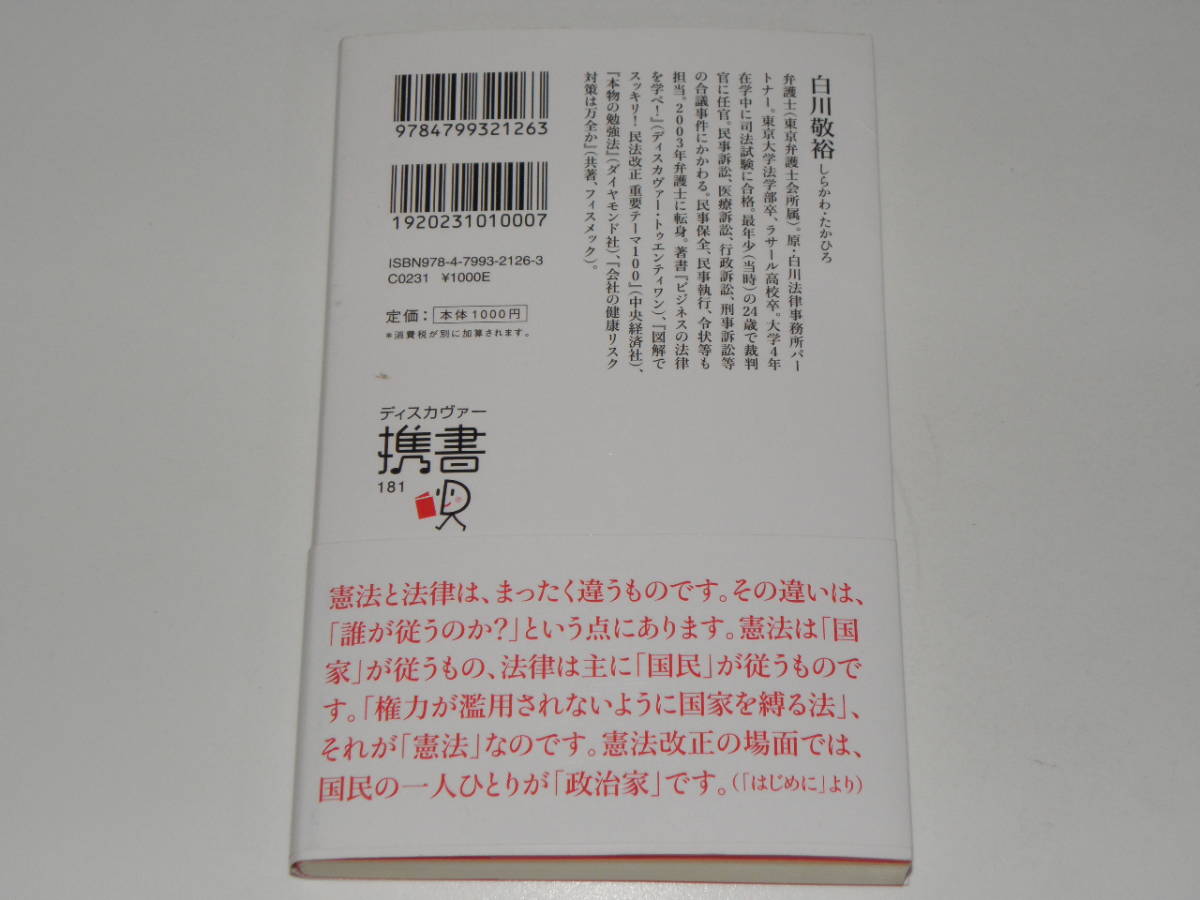 白川敬裕 しらかわ・たかひろ
弁護士(東京弁護士会所属)。原・白川法律事務所パー
トナー。東京大学法学部卒、ラサール高校卒。大学4年
在学中に司法試験に合格。最年少(当時)の24歳で裁判
官に任官。民事訴訟、医療訴訟、行政訴訟、刑事訴訟等
の合議事件にかかわる。民事保全、民事執行、令状等も
担当。2003年弁護士に転身。著書『ビジネスの法律
を学べ!』(ディスカヴァー・トゥエンティワン)、『図解で
スッキリ! 民法改正 重要テーマ100』(中央経済社)、
『本物の勉強法』(ダイヤモンド社)、『会社の健康リスク
対策は万全か』(共著、フィスメック)。
9784799321263
1920231010007
ISBN978-4-7993-2126-3
C0231 ¥1000E
定価:本体1000円
*消費税が別に加算されます。
ディスカヴァー
携書
181
憲法と法律は、まったく違うものです。その違いは、
「誰が従うのか?」という点にあります。憲法は「国
家」が従うもの、法律は主に「国民」が従うもので
す。「権力が濫用されないように国家を縛る法」、
それが「憲法」なのです。憲法改正の場面では、
国民の一人ひとりが「政治家」です。(「はじめに」より)